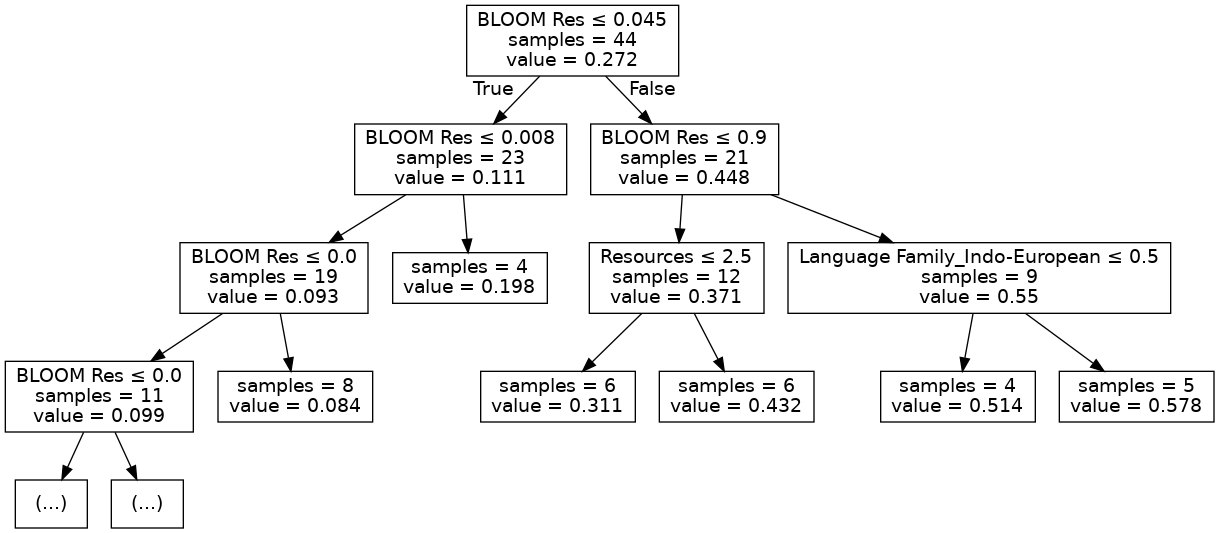 BLOOM Res ≤ 0.045
samples = 44
value = 0.272
True
False
BLOOM Res ≤ 0.008
samples = 23
value = 0.111
BLOOM Res ≤ 0.9
samples = 21
value = 0.448
BLOOM Res ≤ 0.0
samples = 19
value = 0.093
samples = 4
value = 0.198
Resources ≤ 2.5
samples = 12
value = 0.371
Language Family_Indo-European ≤ 0.5
samples = 9
value = 0.55
BLOOM Res ≤ 0.0
samples = 11
value = 0.099
samples = 8
value = 0.084
samples = 6
value = 0.311
samples = 6
value = 0.432
samples = 4
value = 0.514
samples = 5
value = 0.578
(...)
(...)